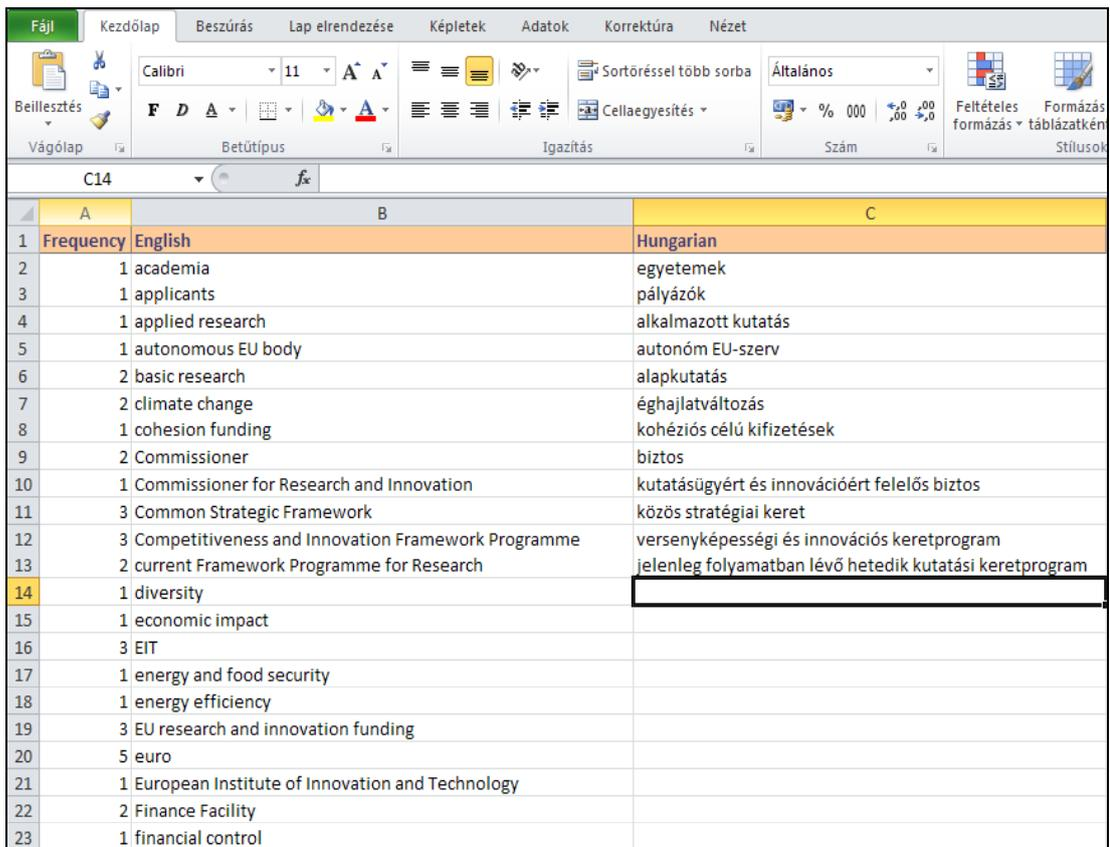 Fájl Kezdőlap Beszúrás Lap elrendezése Képletek Adatok Korrektúra Nézet
Calibri 11 Sortöréssel több sorba Általános
Beillesztés F D A A Cellaegyesítés % 000 Feltételes formázás Formázás táblázatként
Vágólap Betűtípus Igazítás Szám Stílusok
C14 fx
A B C
1 Frequency English Hungarian
2 1 academia egyetemek
3 1 applicants pályázók
4 1 applied research alkalmazott kutatás
5 1 autonomous EU body autonóm EU-szerv
6 2 basic research alapkutatás
7 2 climate change éghajlatváltozás
8 1 cohesion funding kohéziós célú kifizetések
9 2 Commissioner biztos
10 1 Commissioner for Research and Innovation kutatásügyért és innovációért felelős biztos
11 3 Common Strategic Framework közös stratégiai keret
12 3 Competitiveness and Innovation Framework Programme versenyképességi és innovációs keretprogram
13 2 current Framework Programme for Research jelenleg folyamatban lévő hetedik kutatási keretprogram
14 1 diversity
15 1 economic impact
16 3 EIT
17 1 energy and food security
18 1 energy efficiency
19 3 EU research and innovation funding
20 5 euro
21 1 European Institute of Innovation and Technology
22 2 Finance Facility
23 1 financial control